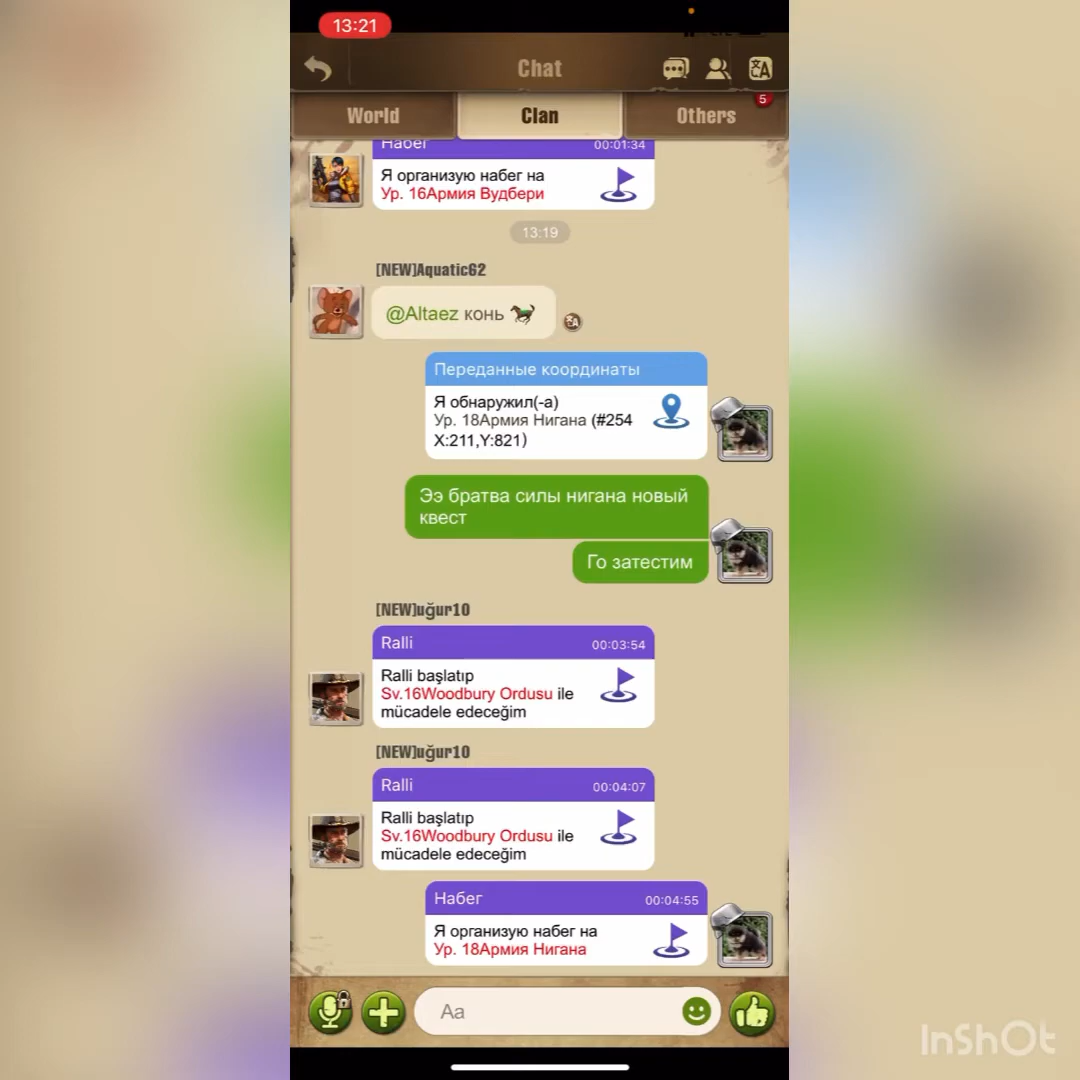 13:21
Chat
World
Clan
Others
5
Набег
00:01:34
Я организую набег на
Ур. 16Армия Вудбери
13:19
[NEW]Aquatic62
@Altaez конь 🐎
Переданные координаты
Я обнаружил(-а)
Ур. 18Армия Нигана (#254
X:211,Y:821)
Ээ братва силы нигана новый
квест
Го затестим
[NEW]uğur10
Ralli
00:03:54
Ralli başlatıp
Sv.16Woodbury Ordusu ile
mücadele edeceğim
[NEW]uğur10
Ralli
00:04:07
Ralli başlatıp
Sv.16Woodbury Ordusu ile
mücadele edeceğim
Набег
00:04:55
Я организую набег на
Ур. 18Армия Нигана
Aa
InShOt